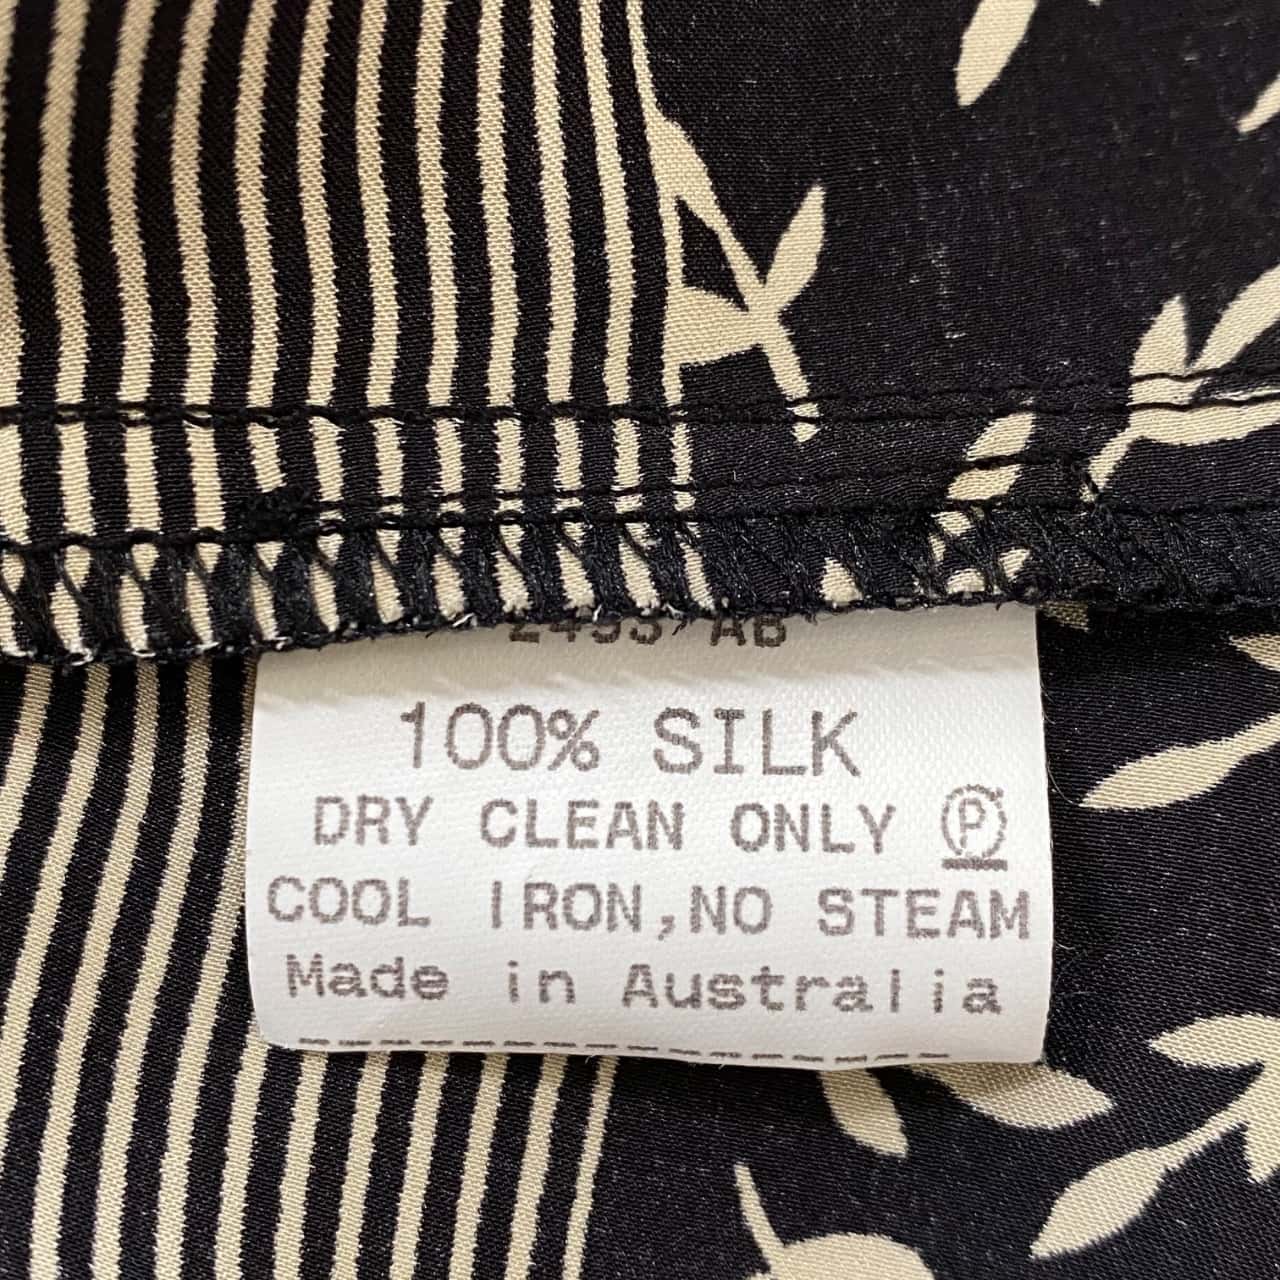 100% SILK
DRY CLEAN ONLY Ⓟ
COOL IRON,NO STEAM
Made in Australia